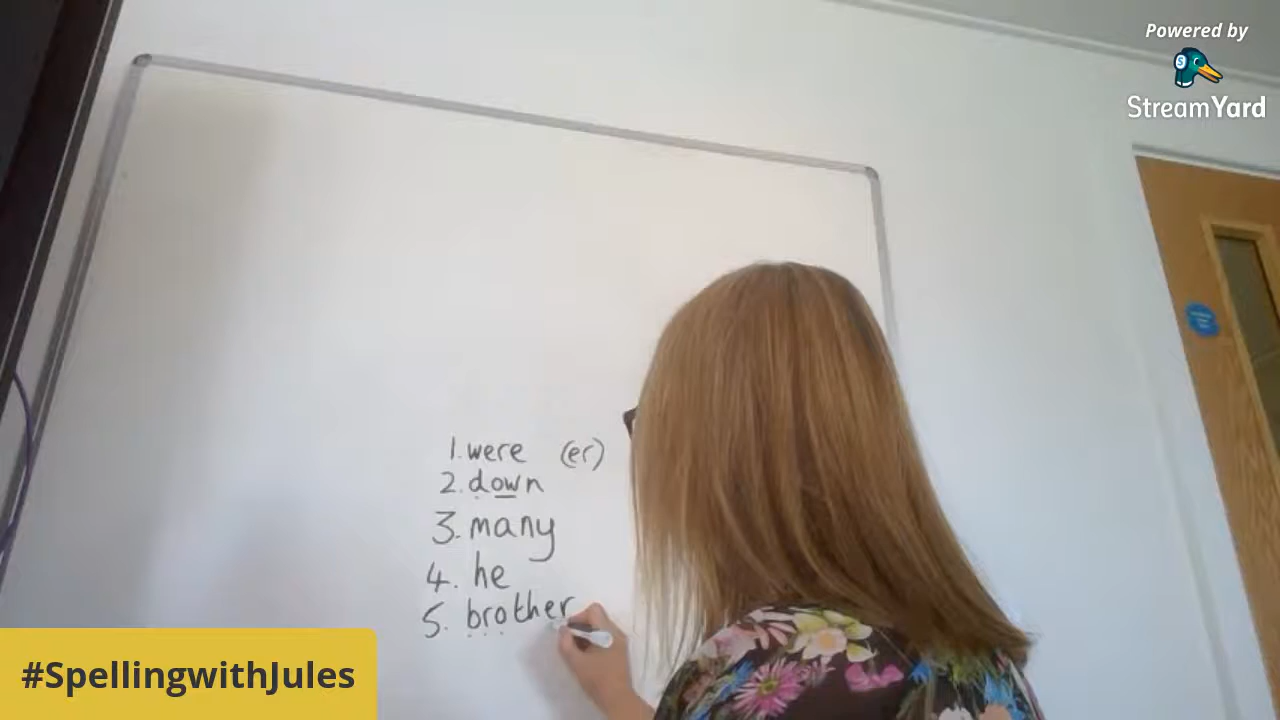 Powered by
StreamYard
1. were (er)
2. down
3. many
4. he
5. brother
#SpellingwithJules